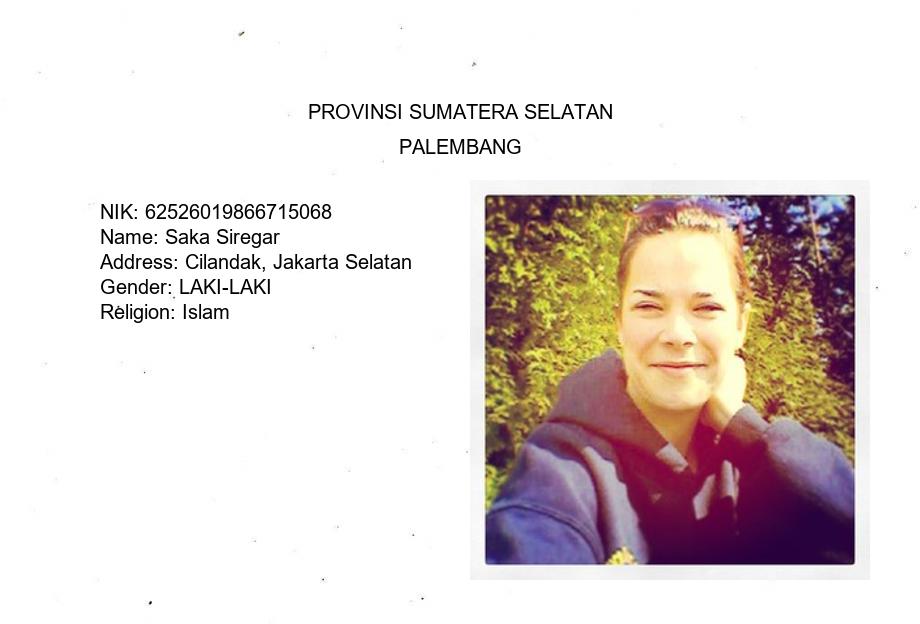 PROVINSI SUMATERA SELATAN
PALEMBANG
NIK: 62526019866715068
Name: Saka Siregar
Address: Cilandak, Jakarta Selatan
Gender: LAKI-LAKI
Religion: Islam